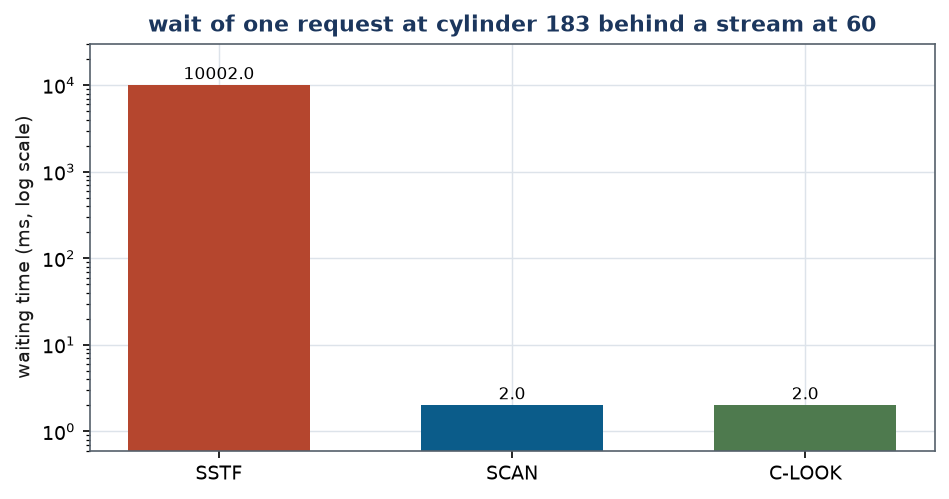 wait of one request at cylinder 183 behind a stream at 60
waiting time (ms, log scale)
10⁴
10³
10²
10¹
10⁰
10002.0
2.0
2.0
SSTF
SCAN
C-LOOK